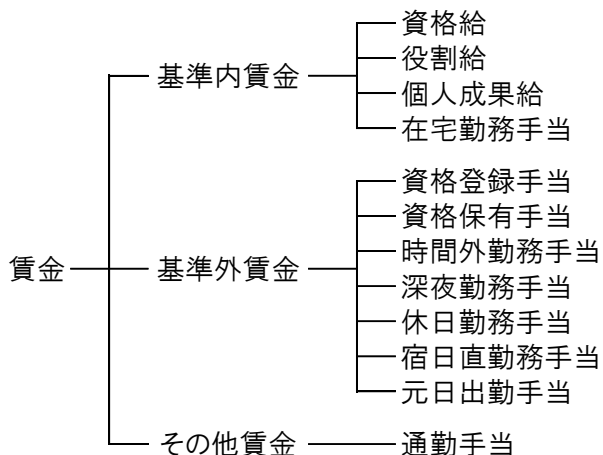 賃金
基準内賃金
資格給
役割給
個人成果給
在宅勤務手当
基準外賃金
資格登録手当
資格保有手当
時間外勤務手当
深夜勤務手当
休日勤務手当
宿日直勤務手当
元日出勤手当
その他賃金
通勤手当